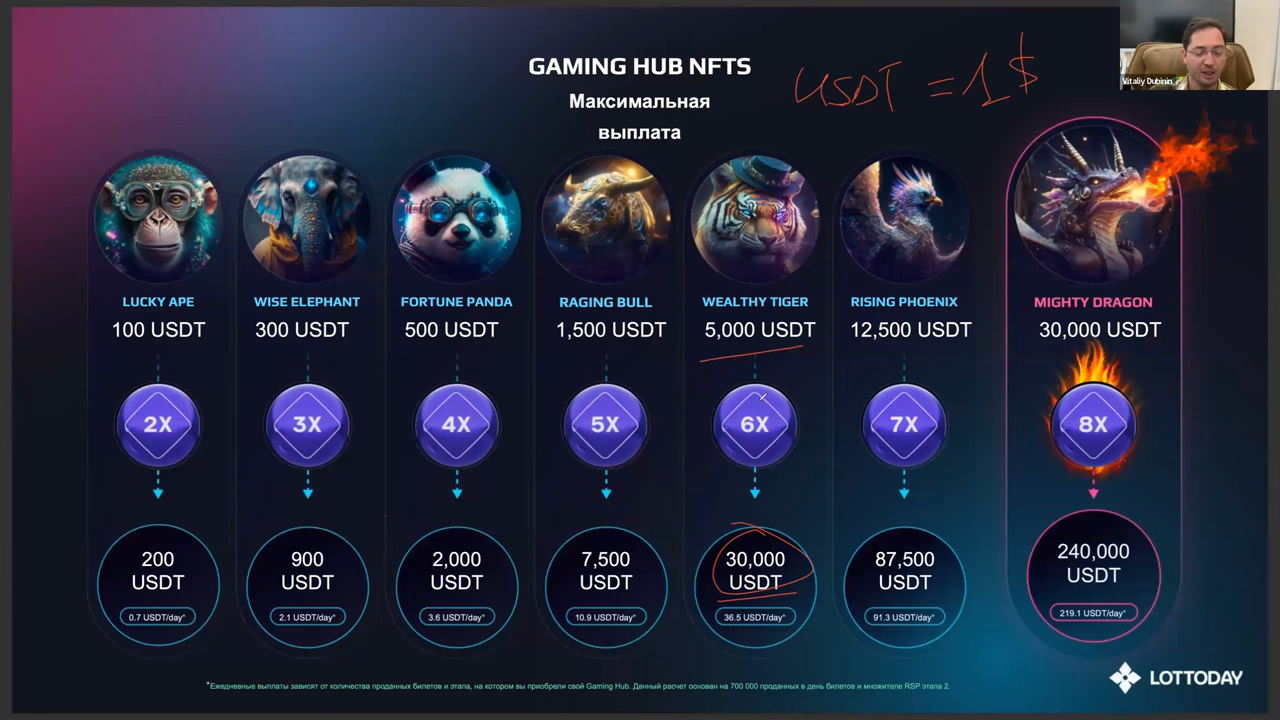 GAMING HUB NFTS
Максимальная
выплата
USDT = 1$
Vitaliy Dubinin
LUCKY APE
100 USDT
2X
200
USDT
0.7 USDT/day*
WISE ELEPHANT
300 USDT
3X
900
USDT
2.1 USDT/day*
FORTUNE PANDA
500 USDT
4X
2,000
USDT
3.6 USDT/day*
RAGING BULL
1,500 USDT
5X
7,500
USDT
10.9 USDT/day*
WEALTHY TIGER
5,000 USDT
6X
30,000
USDT
36.5 USDT/day*
RISING PHOENIX
12,500 USDT
7X
87,500
USDT
91.3 USDT/day*
MIGHTY DRAGON
30,000 USDT
8X
240,000
USDT
219.1 USDT/day*
*Ежедневные выплаты зависят от количества проданных билетов и этапа, на котором вы приобрели свой Gaming Hub. Данный расчет основан на 700 000 проданных в день билетов и множителе RSP этапа 2.
LOTTODAY